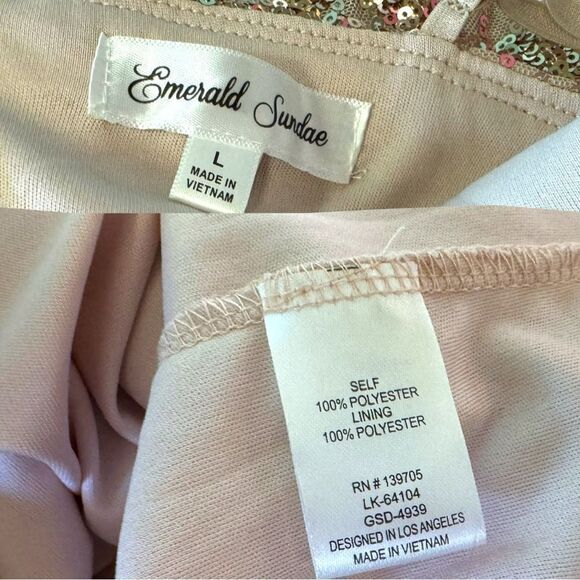 Emerald Sundae
L
MADE IN
VIETNAM
SELF
100% POLYESTER
LINING
100% POLYESTER
RN # 139705
LK-64104
GSD-4939
DESIGNED IN LOS ANGELES
MADE IN VIETNAM